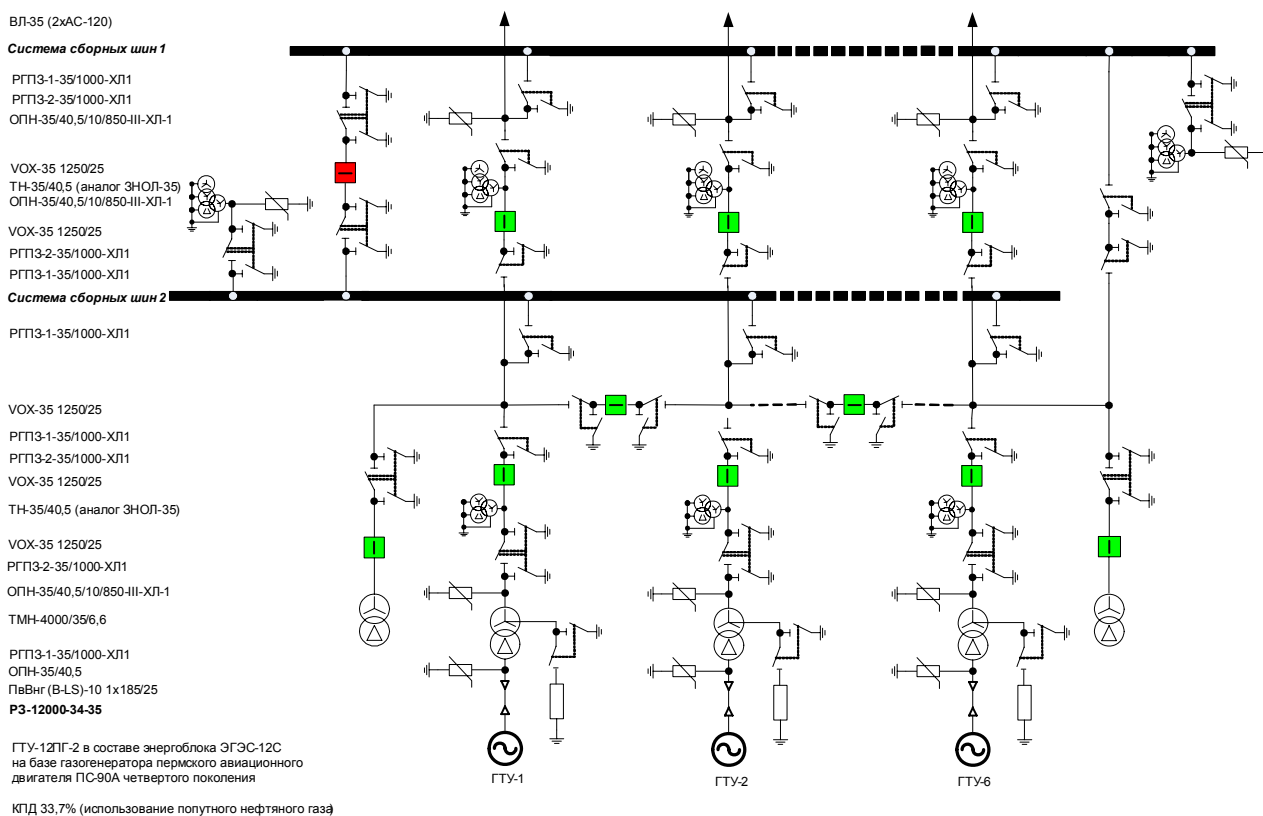 ВЛ-35 (2хАС-120)
Система сборных шин 1
РГПЗ-1-35/1000-ХЛ1
РГПЗ-2-35/1000-ХЛ1
ОПН-35/40,5/10/850-III-ХЛ-1
VOX-35 1250/25
ТН-35/40,5 (аналог ЗНОЛ-35)
ОПН-35/40,5/10/850-III-ХЛ-1
VOX-35 1250/25
РГПЗ-2-35/1000-ХЛ1
РГПЗ-1-35/1000-ХЛ1
Система сборных шин 2
РГПЗ-1-35/1000-ХЛ1
VOX-35 1250/25
РГПЗ-1-35/1000-ХЛ1
РГПЗ-2-35/1000-ХЛ1
VOX-35 1250/25
ТН-35/40,5 (аналог ЗНОЛ-35)
VOX-35 1250/25
РГПЗ-2-35/1000-ХЛ1
ОПН-35/40,5/10/850-III-ХЛ-1
ТМН-4000/35/6,6
РГПЗ-1-35/1000-ХЛ1
ОПН-35/40,5
ПвВнг (B-LS)-10 1х185/25
РЗ-12000-34-35
ГТУ-12ПГ-2 в составе энергоблока ЭГЭС-12С
на базе газогенератора пермского авиационного
двигателя ПС-90А четвертого поколения
КПД 33,7% (использование попутного нефтяного газа)
ГТУ-1
ГТУ-2
ГТУ-6